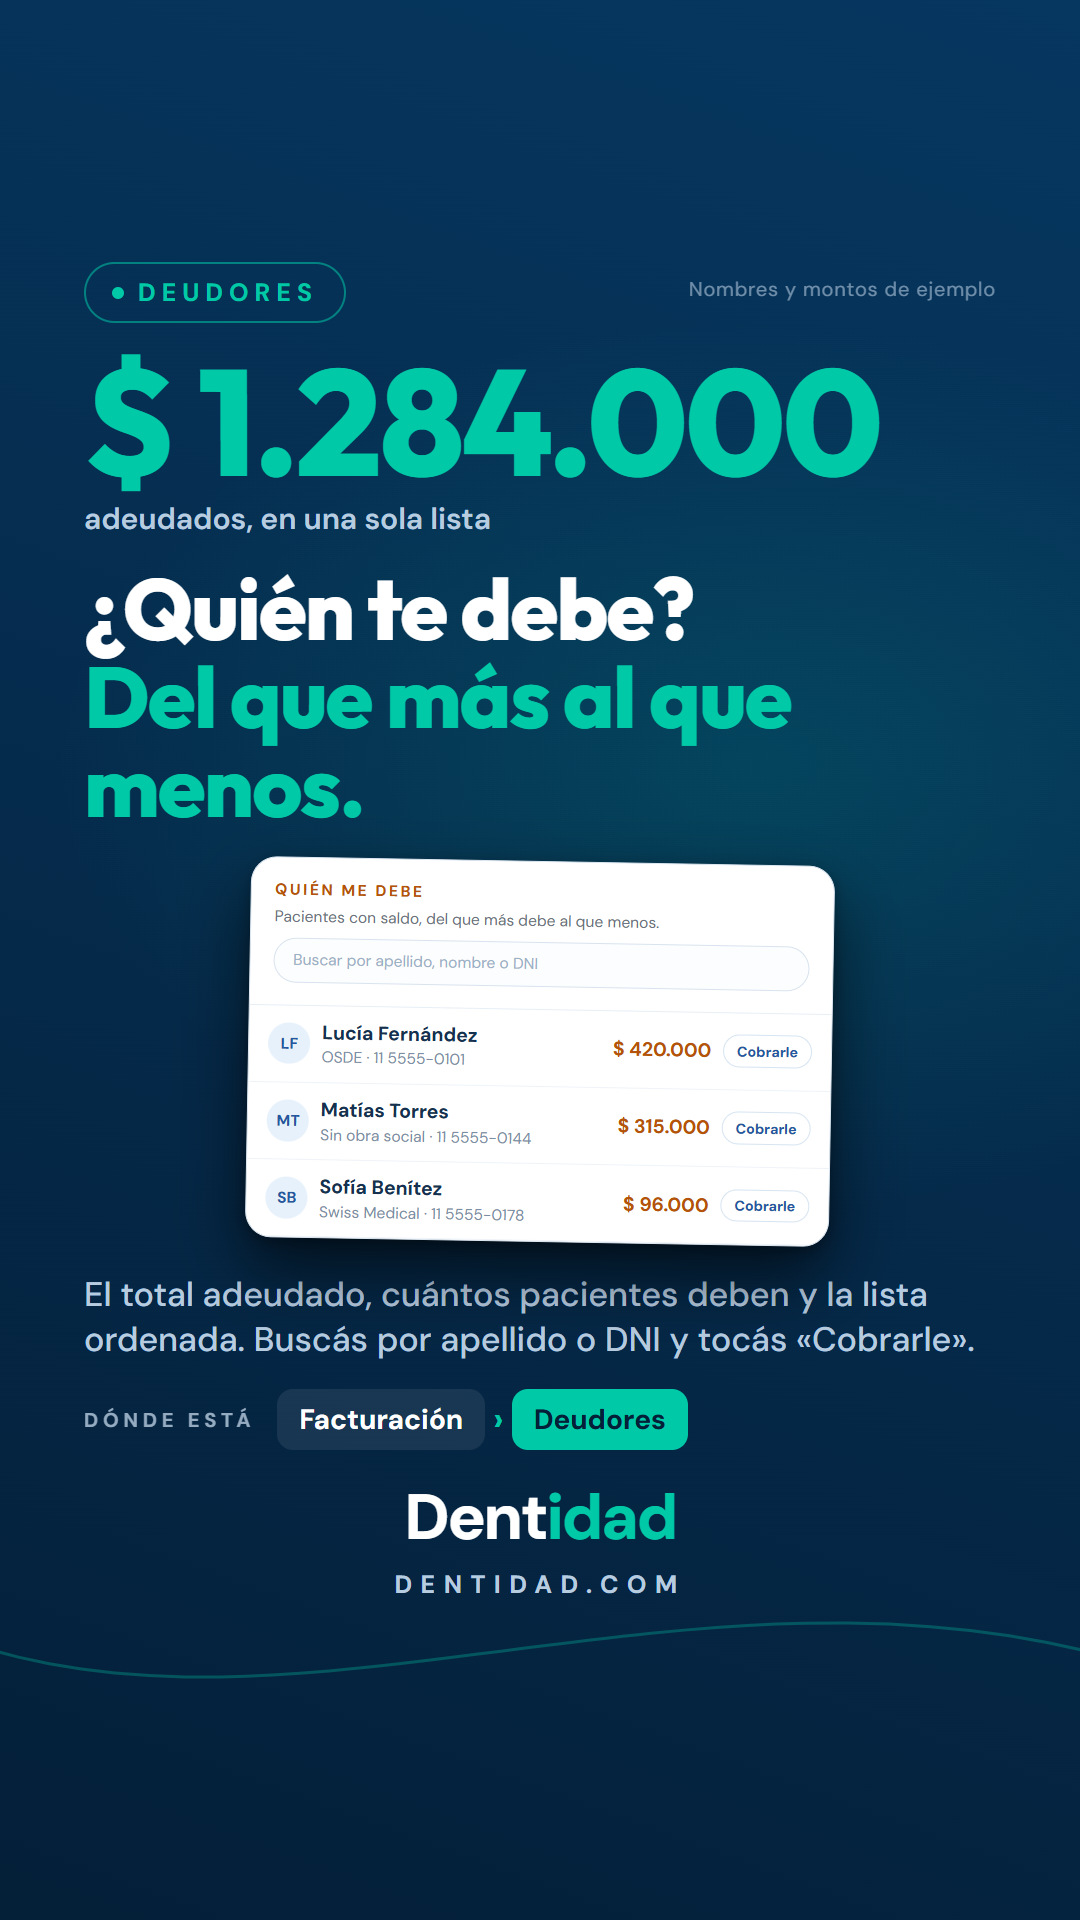 DEUDORES
Nombres y montos de ejemplo
$ 1.284.000
adeudados, en una sola lista
¿Quién te debe?
Del que más al que
menos.
QUIÉN ME DEBE
Pacientes con saldo, del que más debe al que menos.
Buscar por apellido, nombre o DNI
LF
Lucía Fernández
OSDE · 11 5555-0101
$ 420.000
Cobrarle
MT
Matías Torres
Sin obra social · 11 5555-0144
$ 315.000
Cobrarle
SB
Sofía Benítez
Swiss Medical · 11 5555-0178
$ 96.000
Cobrarle
El total adeudado, cuántos pacientes deben y la lista
ordenada. Buscás por apellido o DNI y tocás «Cobrarle».
DÓNDE ESTÁ Facturación › Deudores
Dentidad
DENTIDAD.COM